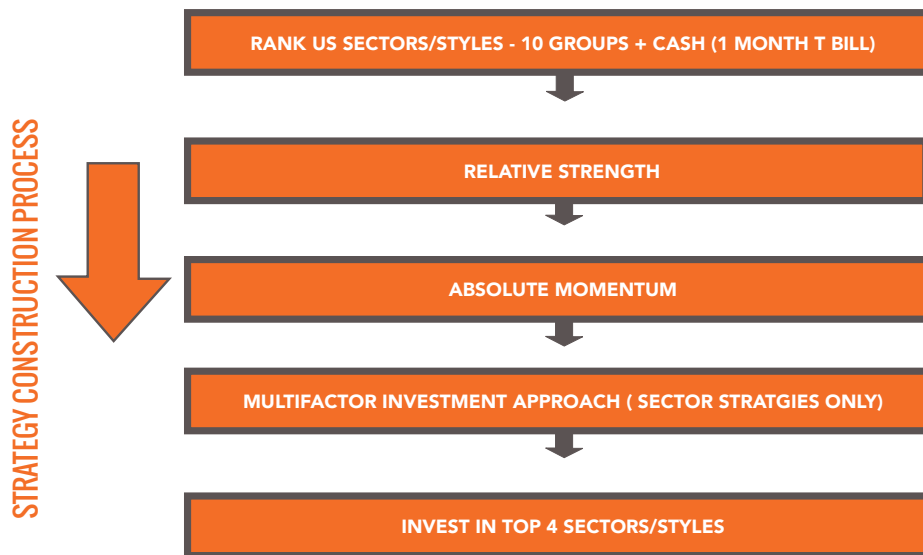 STRATEGY CONSTRUCTION PROCESS
RANK US SECTORS/STYLES - 10 GROUPS + CASH (1 MONTH T BILL)
RELATIVE STRENGTH
ABSOLUTE MOMENTUM
MULTIFACTOR INVESTMENT APPROACH ( SECTOR STRATGIES ONLY)
INVEST IN TOP 4 SECTORS/STYLES